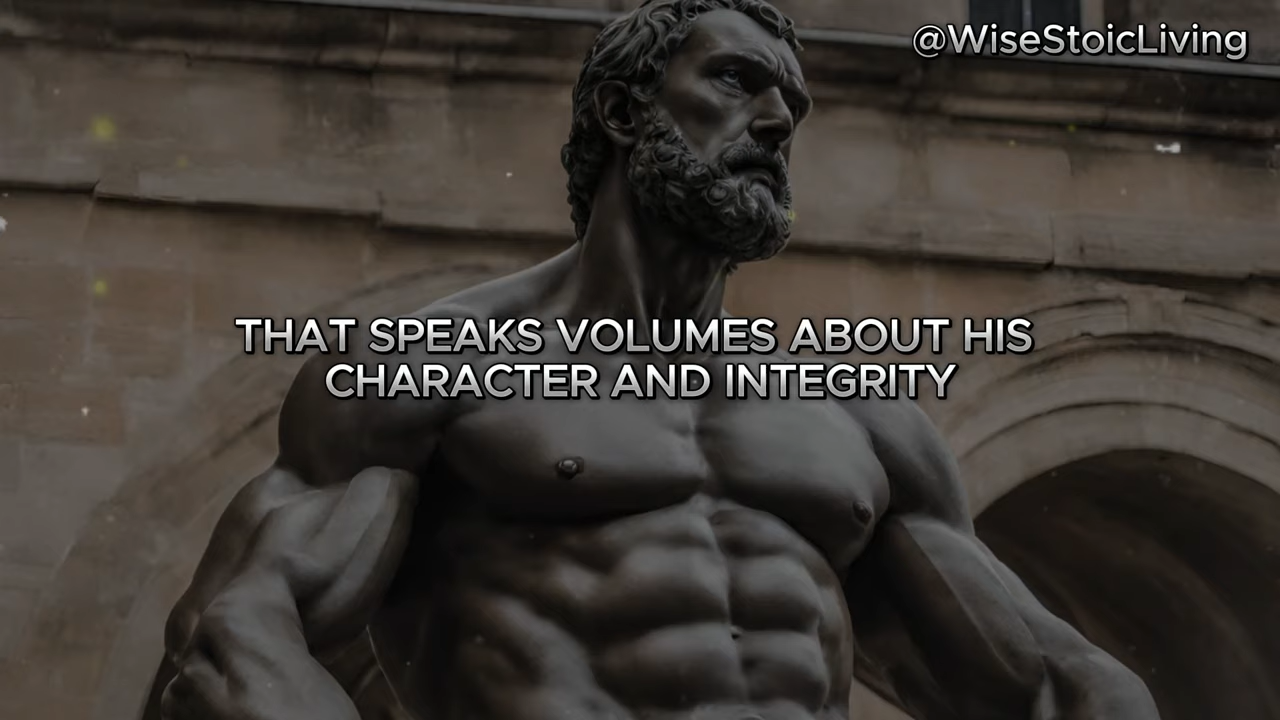 @WiseStoicLiving
THAT SPEAKS VOLUMES ABOUT HIS
CHARACTER AND INTEGRITY